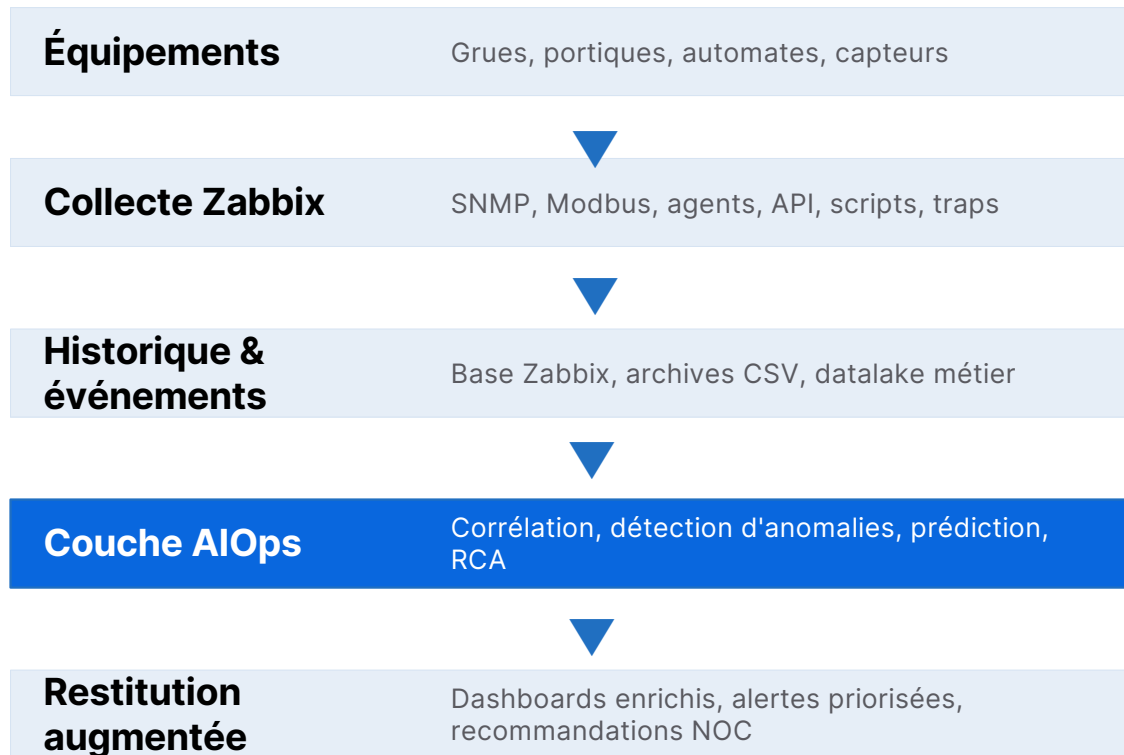 Équipements
Grues, portiques, automates, capteurs
Collecte Zabbix
SNMP, Modbus, agents, API, scripts, traps
Historique &
événements
Base Zabbix, archives CSV, datalake métier
Couche AIOps
Corrélation, détection d'anomalies, prédiction,
RCA
Restitution
augmentée
Dashboards enrichis, alertes priorisées,
recommandations NOC